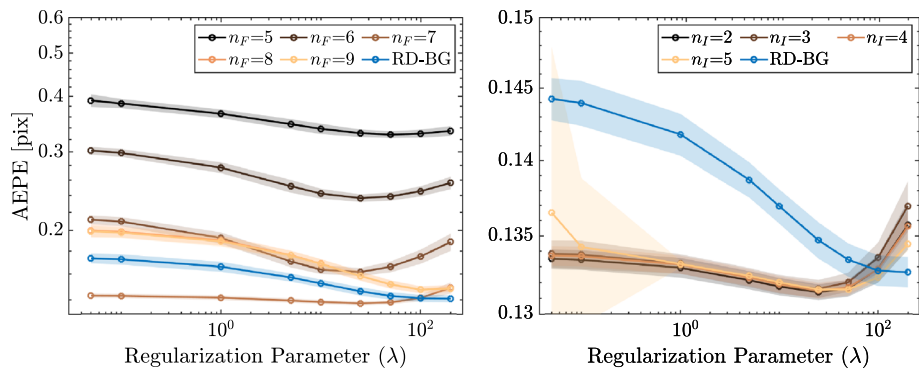 0.6
0.4
0.3
0.2
AEPE [pix]
n_F=5 n_F=6 n_F=7
n_F=8 n_F=9 RD-BG
10^0 10^2
Regularization Parameter (λ)
0.15
0.145
0.14
0.135
0.13
n_I=2 n_I=3 n_I=4
n_I=5 RD-BG
10^0 10^2
Regularization Parameter (λ)